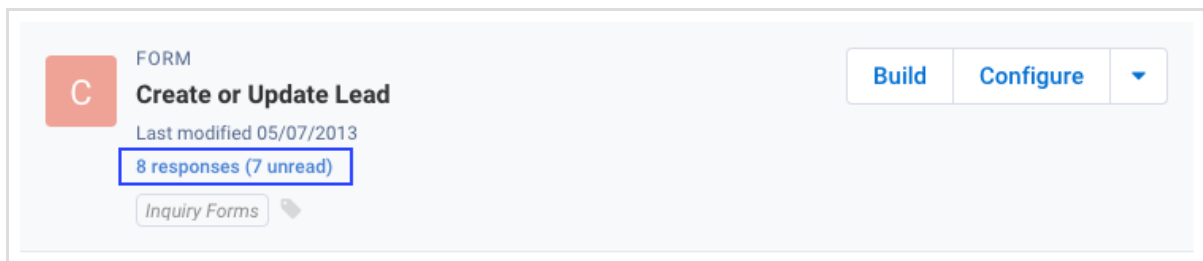 C
FORM
Create or Update Lead
Last modified 05/07/2013
8 responses (7 unread)
Inquiry Forms
Build
Configure